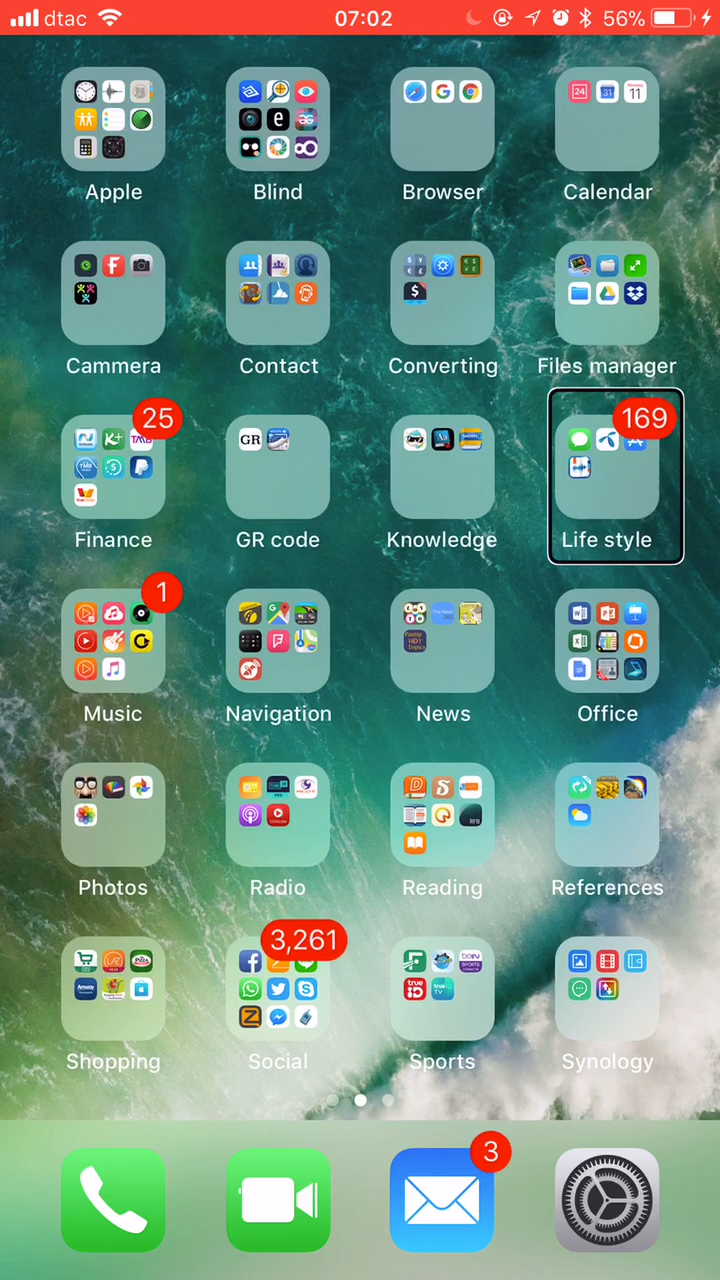 dtac 07:02 56%
Apple Blind Browser Calendar
Cammera Contact Converting Files manager
25 169
Finance GR code Knowledge Life style
1
Music Navigation News Office
Photos Radio Reading References
3,261
Shopping Social Sports Synology
3